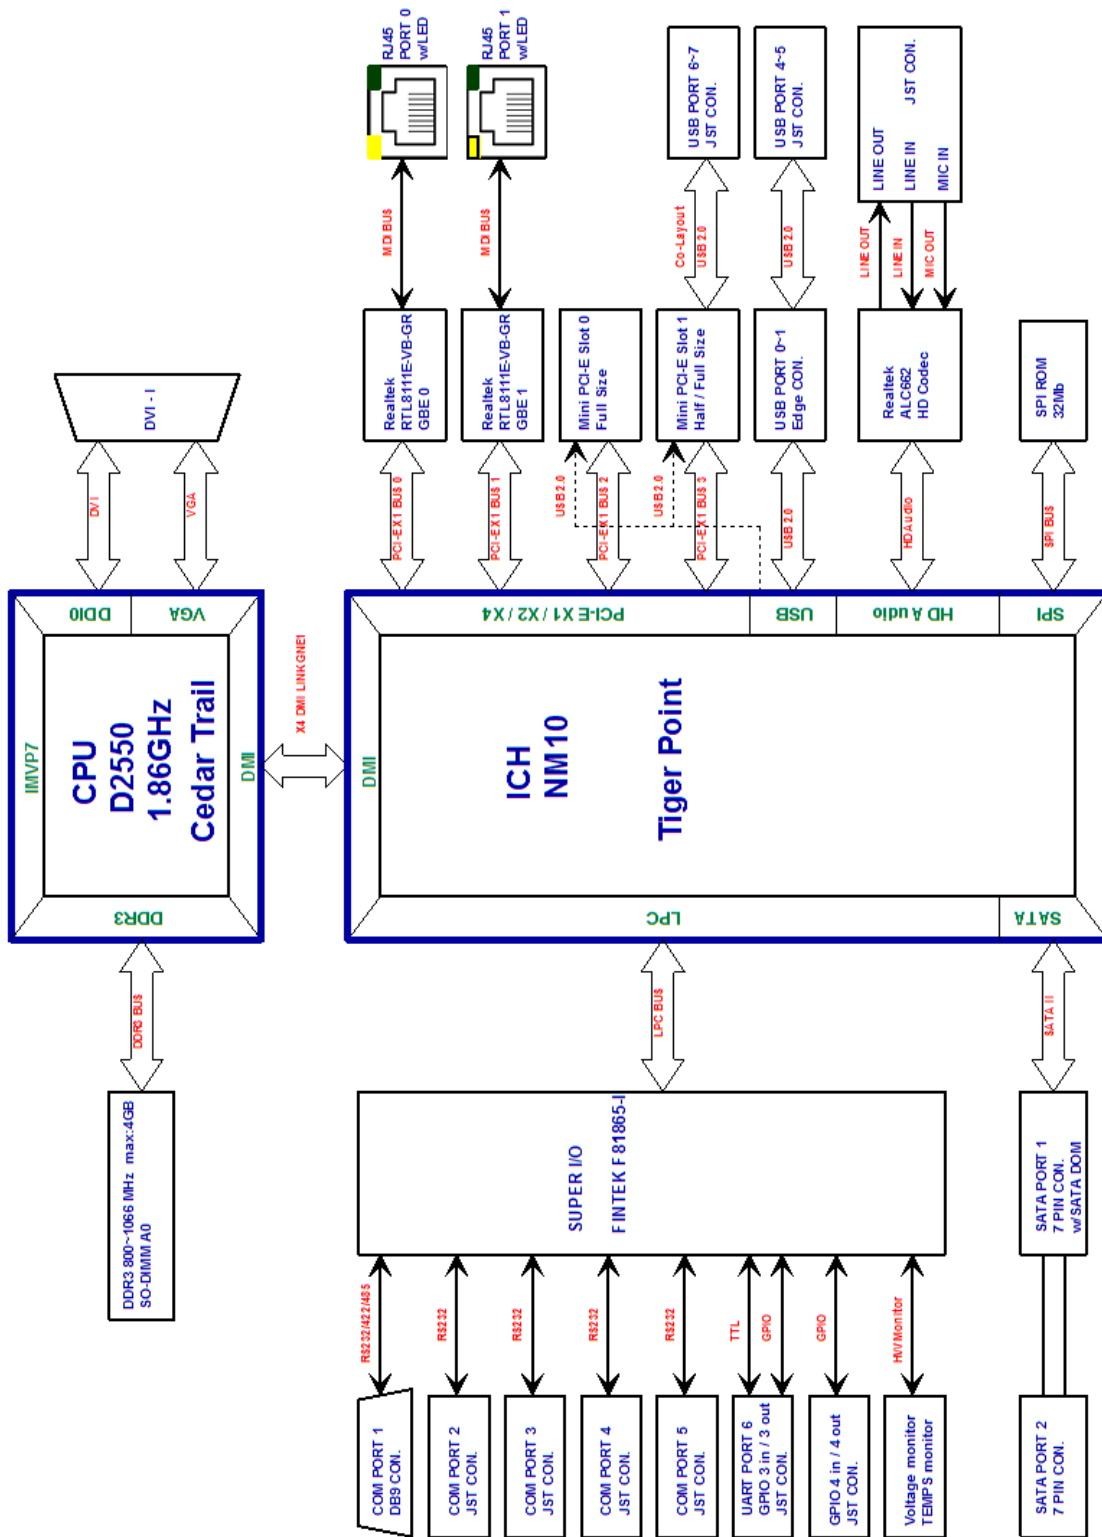 RJ45
PORT 0
w/LED
RJ45
PORT 1
w/LED
USB PORT 6~7
JST CON.
USB PORT 4~5
JST CON.
LINE OUT
LINE IN JST CON.
MIC IN
MDI BUS
MDI BUS
Co-Layout
USB 2.0
USB 2.0
LINE OUT
LINE IN
MIC OUT
DVI - I
Realtek
RTL8111E-VB-GR
GBE 0
Realtek
RTL8111E-VB-GR
GBE 1
Mini PCI-E Slot 0
Full Size
Mini PCI-E Slot 1
Half / Full Size
USB PORT 0~1
Edge CON.
Realtek
ALC662
HD Codec
SPI ROM
32Mb
DVI
VGA
PCI-EX1 BUS 0
PCI-EX1 BUS 1
USB2.0
PCI-EX1 BUS 2
USB2.0
PCI-EX1 BUS 3
USB2.0
HDAudio
SPI BUS
DDI0
VGA
PCI-EX1 / X2 / X4
USB
HD Audio
SPI
IMVP7
CPU
D2550
1.86GHz
Cedar Trail
DMI
X4 DMI LINKGNE1
DMI
ICH
NM10
Tiger Point
DDR3
LPC
SATA
DDR3 BUS
LPC BUS
SATA II
DDR3 800~1066 MHz max:4GB
SO-DIMM A0
SUPER I/O
FINTEK F81865-I
SATA PORT 1
7 PIN CON.
w/SATA DOM
RS232/422/485
RS232
RS232
RS232
RS232
TTL
GPIO
GPIO
HW Monitor
COM PORT 1
DB9 CON.
COM PORT 2
JST CON.
COM PORT 3
JST CON.
COM PORT 4
JST CON.
COM PORT 5
JST CON.
UART PORT 6
GPIO 3 in / 3 out
JST CON.
GPIO 4 in / 4 out
JST CON.
Voltage monitor
TEMPS monitor
SATA PORT 2
7 PIN CON.